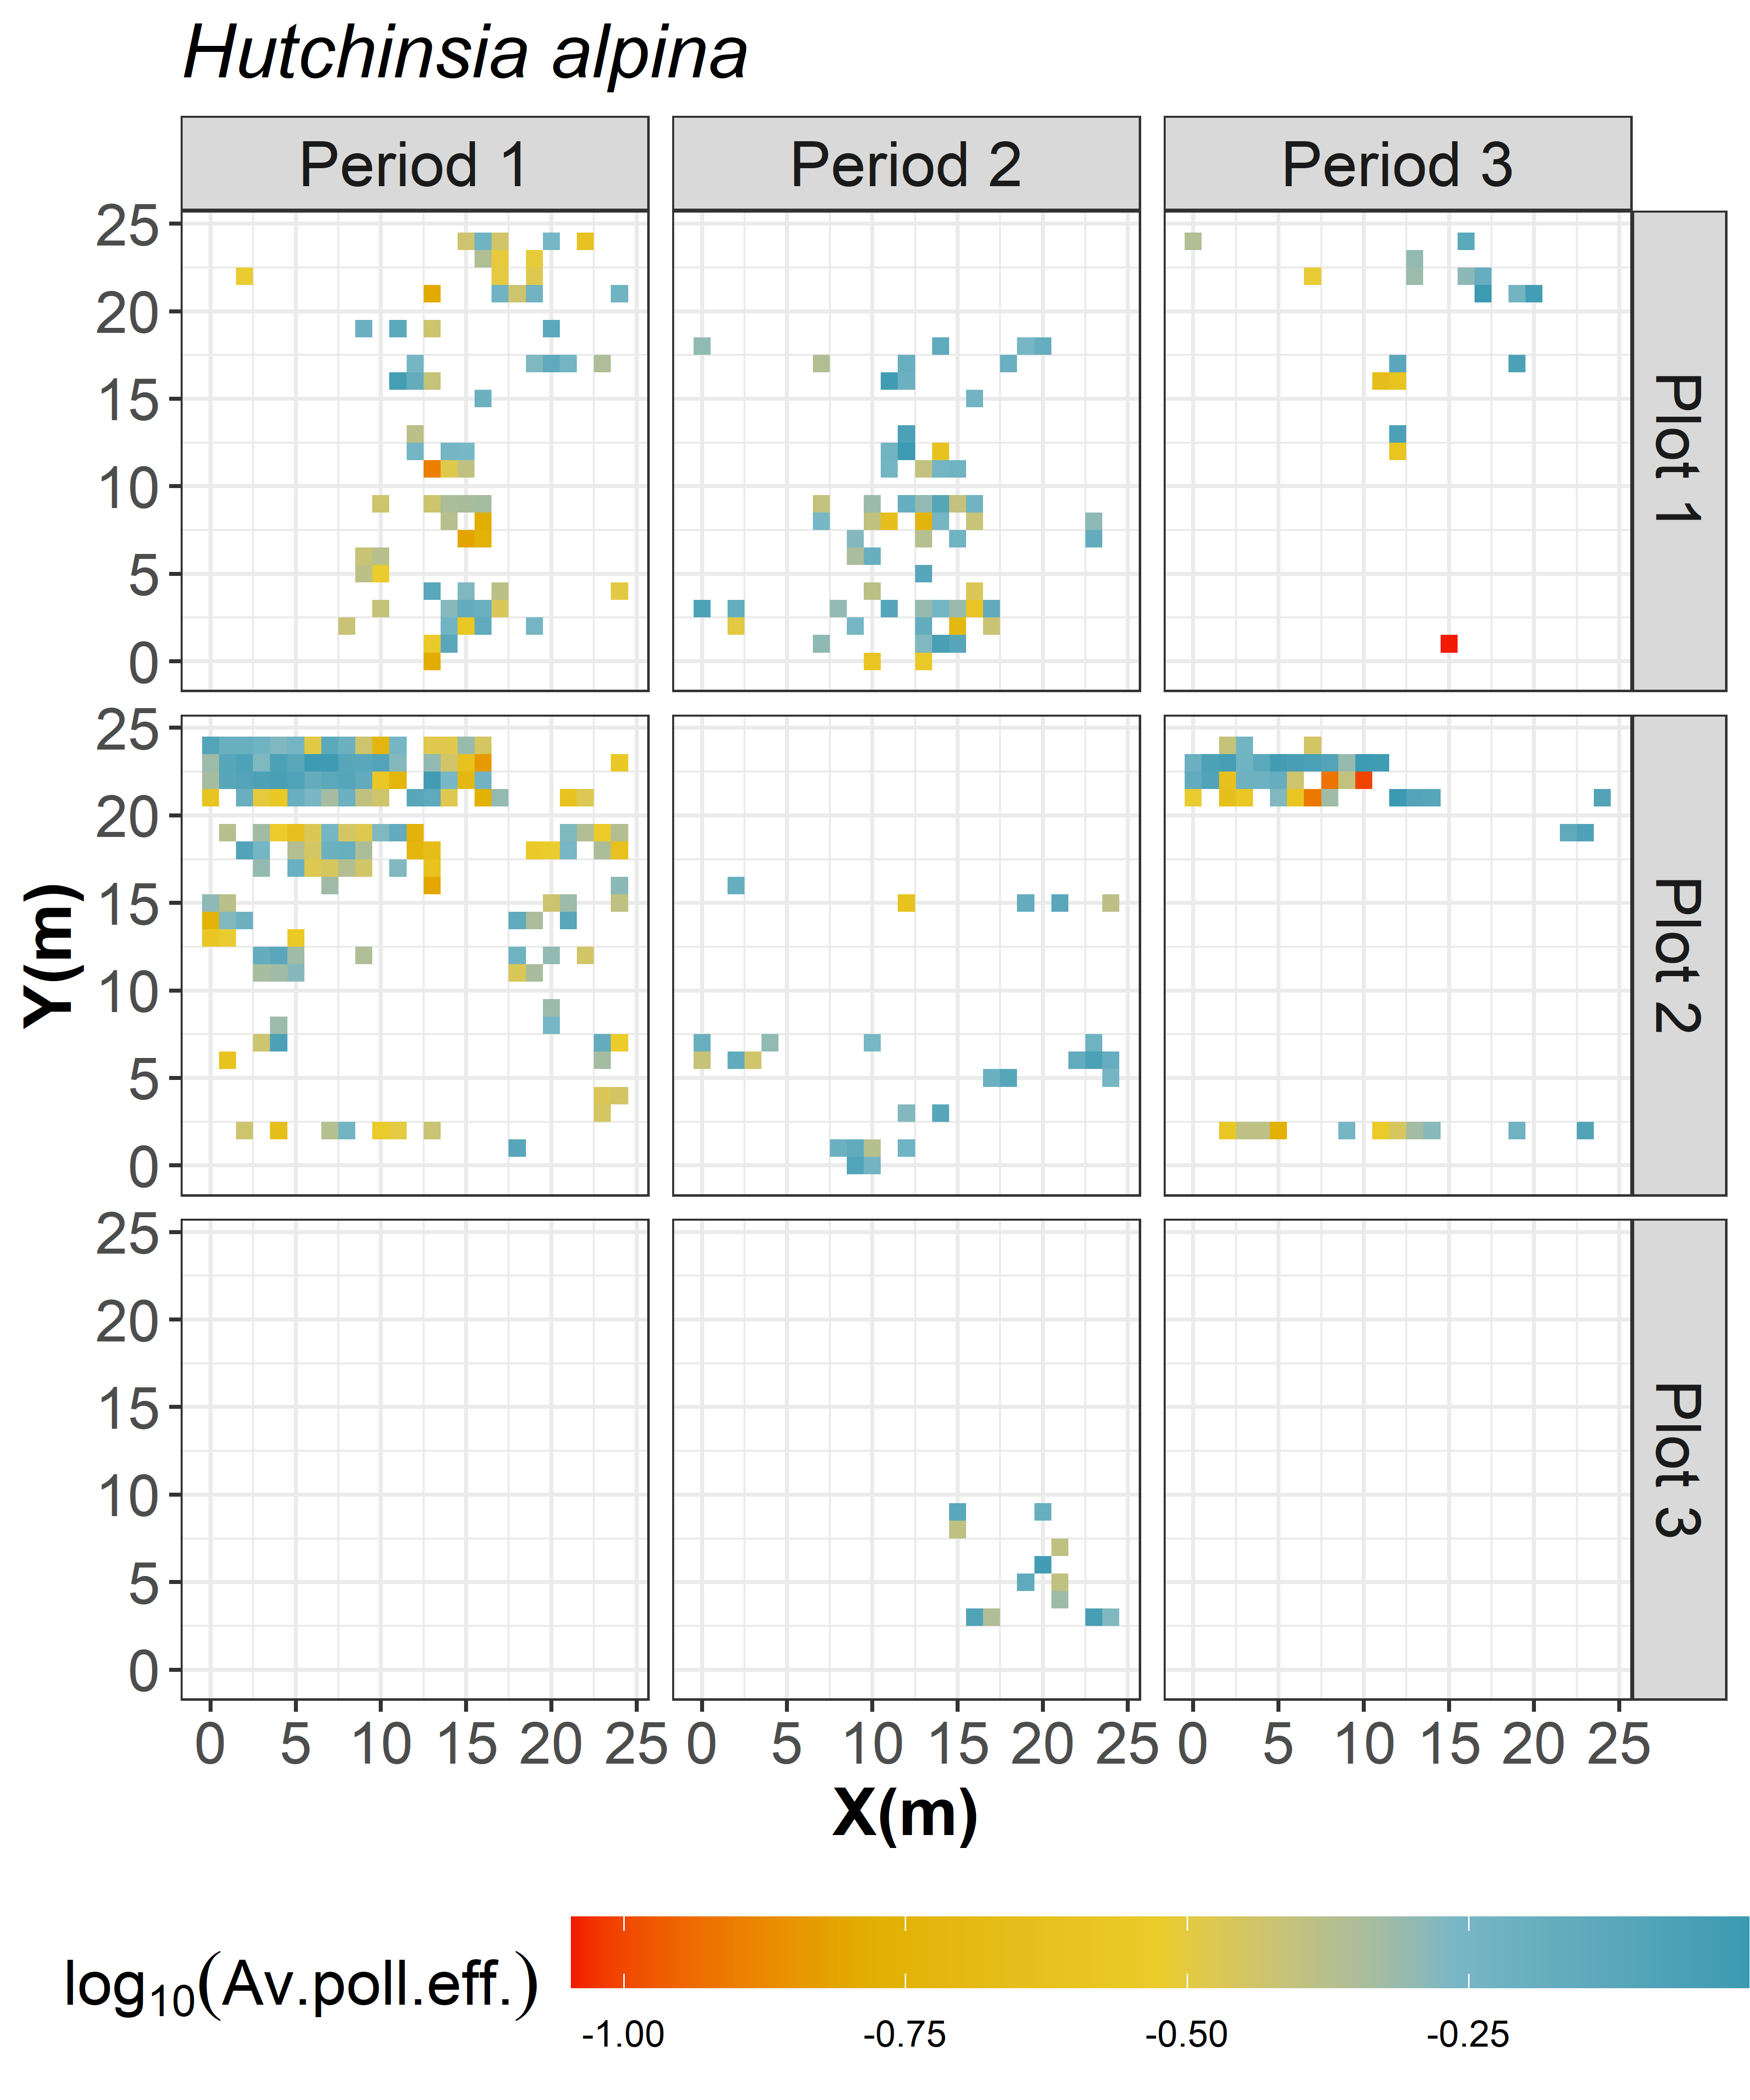 Hutchinsia alpina
Period 1 Period 2 Period 3
25
20
15
10
5
0
Plot 1
25
20
15
10
5
0
Plot 2
25
20
15
10
5
0
Plot 3
Y(m)
0 5 10 15 20 25 0 5 10 15 20 25 0 5 10 15 20 25
X(m)
log10(Av.poll.eff.)
-1.00 -0.75 -0.50 -0.25